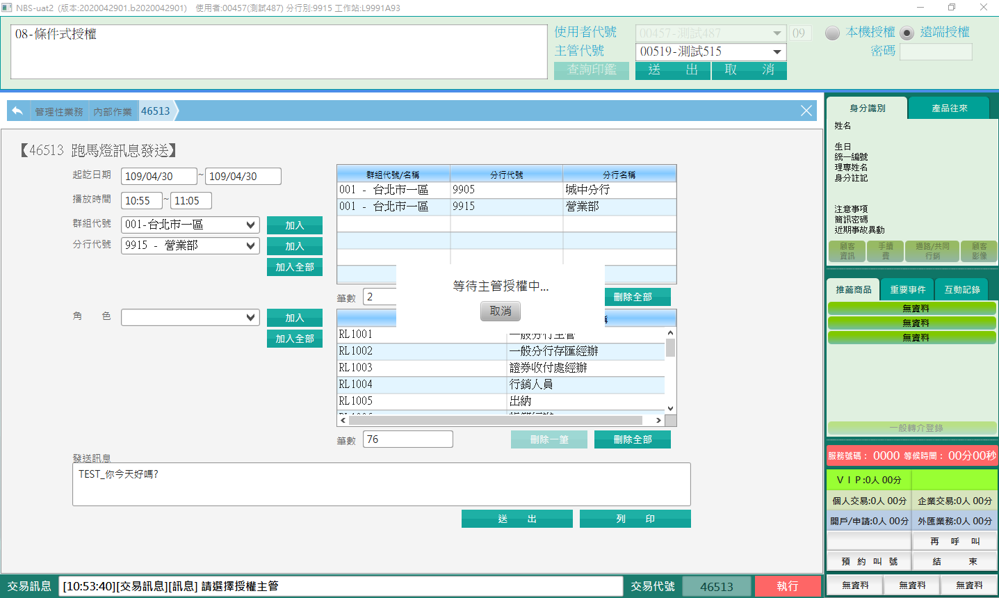 NBS-uat2 (版本:2020042901.b2020042901) 使用者:00457(測試487) 分行別:9915 工作站:L9991A93
08-條件式授權
使用者代號 00457-測試487 09 本機授權 遠端授權
主管代號 00519-測試515 密碼
查詢印鑑 送 出 取 消
管理性業務 內部作業 46513
【46513 跑馬燈訊息發送】
起訖日期 109/04/30 ~ 109/04/30
播放時間 10:55 ~ 11:05
群組代號 001-台北市一區 加入
分行代號 9915 - 營業部 加入
加入全部
群組代號/名稱 分行代號 分行名稱
001 - 台北市一區 9905 城中分行
001 - 台北市一區 9915 營業部
筆數 2 刪除全部
等待主管授權中...
取消
角 色 加入
加入全部
RL1001 一般分行主管
RL1002 一般分行存匯經辦
RL1003 證券收付處經辦
RL1004 行銷人員
RL1005 出納
筆數 76 刪除一筆 刪除全部
發送訊息
TEST_你今天好嗎?
送 出 列 印
身分識別 產品往來
姓名
生日
統一編號
理專姓名
身分註記
注意事項
簡訊密碼
近期事故異動
顧客資訊 手續費 通路/共同行銷 顧客影像
推薦商品 重要事件 互動記錄
無資料
無資料
無資料
一般轉介登錄
服務號碼： 0000 等候時間： 00分00秒
ＶＩＰ:0人 00分
個人交易:0人 00分 企業交易:0人 00分
開戶/申請:0人 00分 外匯業務:0人 00分
再 呼 叫
預 約 叫 號 結 束
無資料 無資料 無資料
交易訊息 [10:53:40][交易訊息][訊息] 請選擇授權主管 交易代號 46513 執行